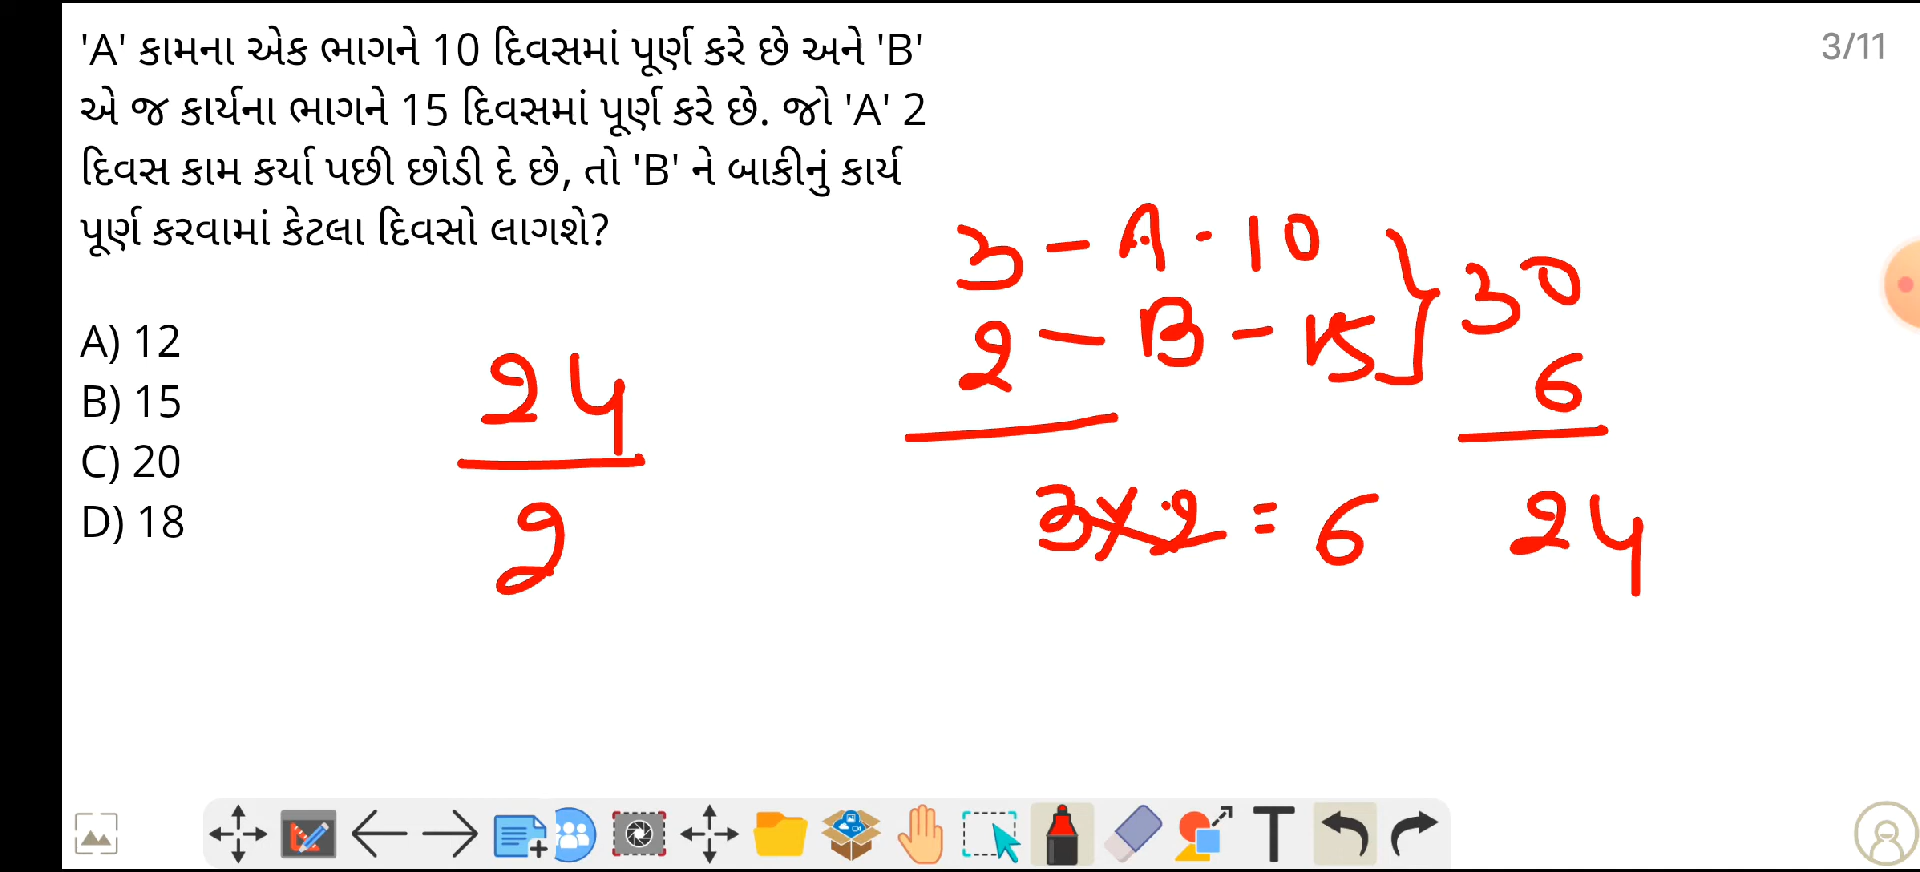 'A' કામના એક ભાગને 10 દિવસમાં પૂર્ણ કરે છે અને 'B'
એ જ કાર્યના ભાગને 15 દિવસમાં પૂર્ણ કરે છે. જો 'A' 2
દિવસ કામ કર્યા પછી છોડી દે છે, તો 'B' ને બાકીનું કાર્ય
પૂર્ણ કરવામાં કેટલા દિવસો લાગશે?
A) 12
B) 15
C) 20
D) 18
3/11
3 - A - 10
2 - B - 15
} 30
6
3×2 = 6
24
24
2
T